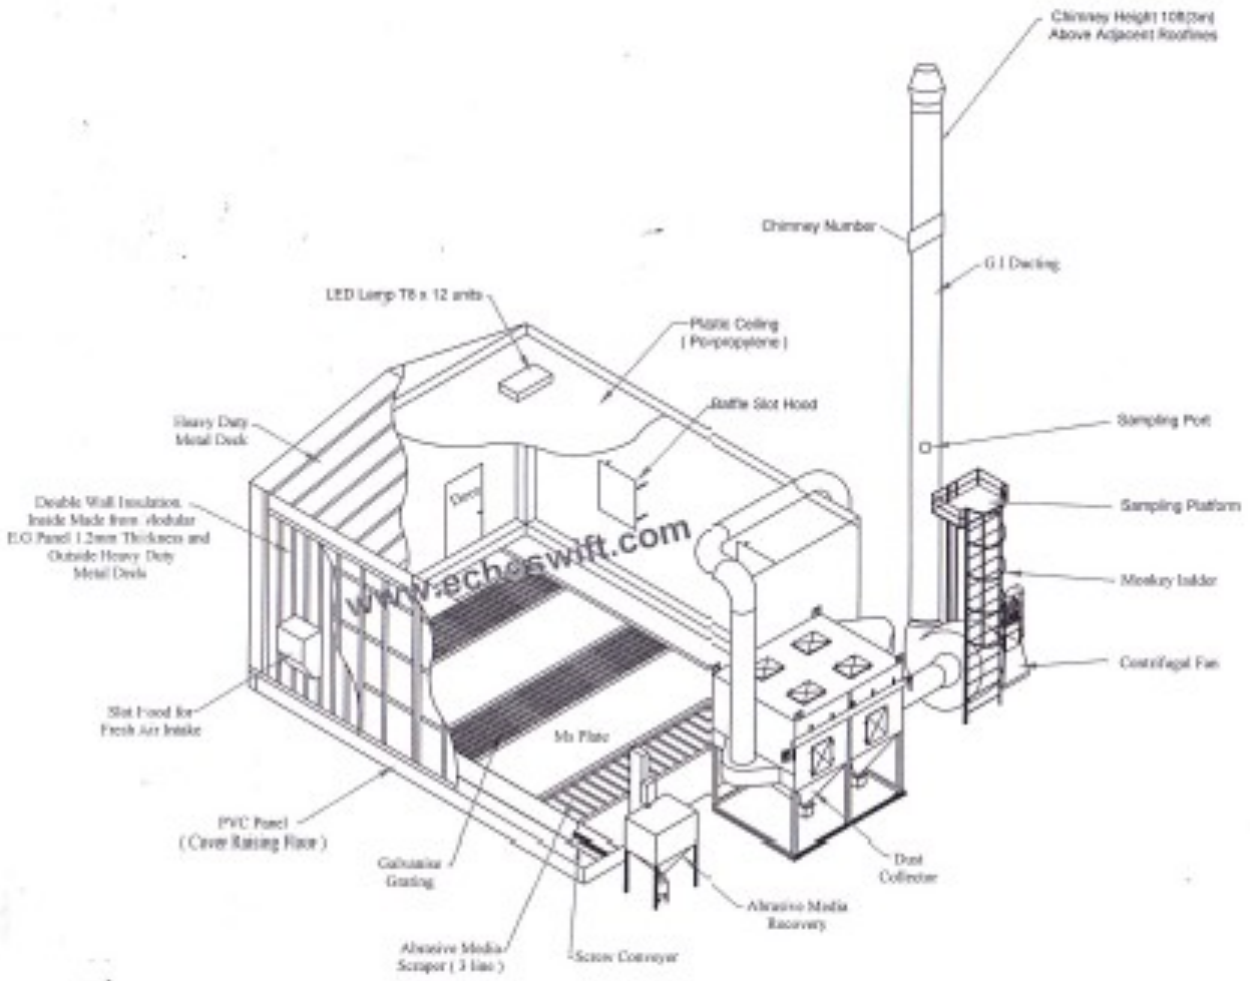 Chimney Height 10ft(3m)
Above Adjacent Rooflines
Chimney Number
G.I Ducting
LED Lamp T8 x 12 units
Plastic Ceiling
( Po-propylene )
Baffle Slot Hood
Heavy Duty
Metal Deck
Sampling Port
Door
Double Wall Insulation.
Inside Made from Modular
E.G Panel 1.2mm Thickness and
Outside Heavy Duty
Metal Deck
Sampling Platform
www.echoswift.com
Monkey ladder
Centrifugal Fan
Slot Hood for
Fresh Air Intake
Ms Plate
PVC Panel
( Cover Raising Floor )
Galvanise
Grating
Dust
Collector
Abrasive Media
Recovery
Abrasive Media
Scraper ( 3 line )
Screw Conveyor